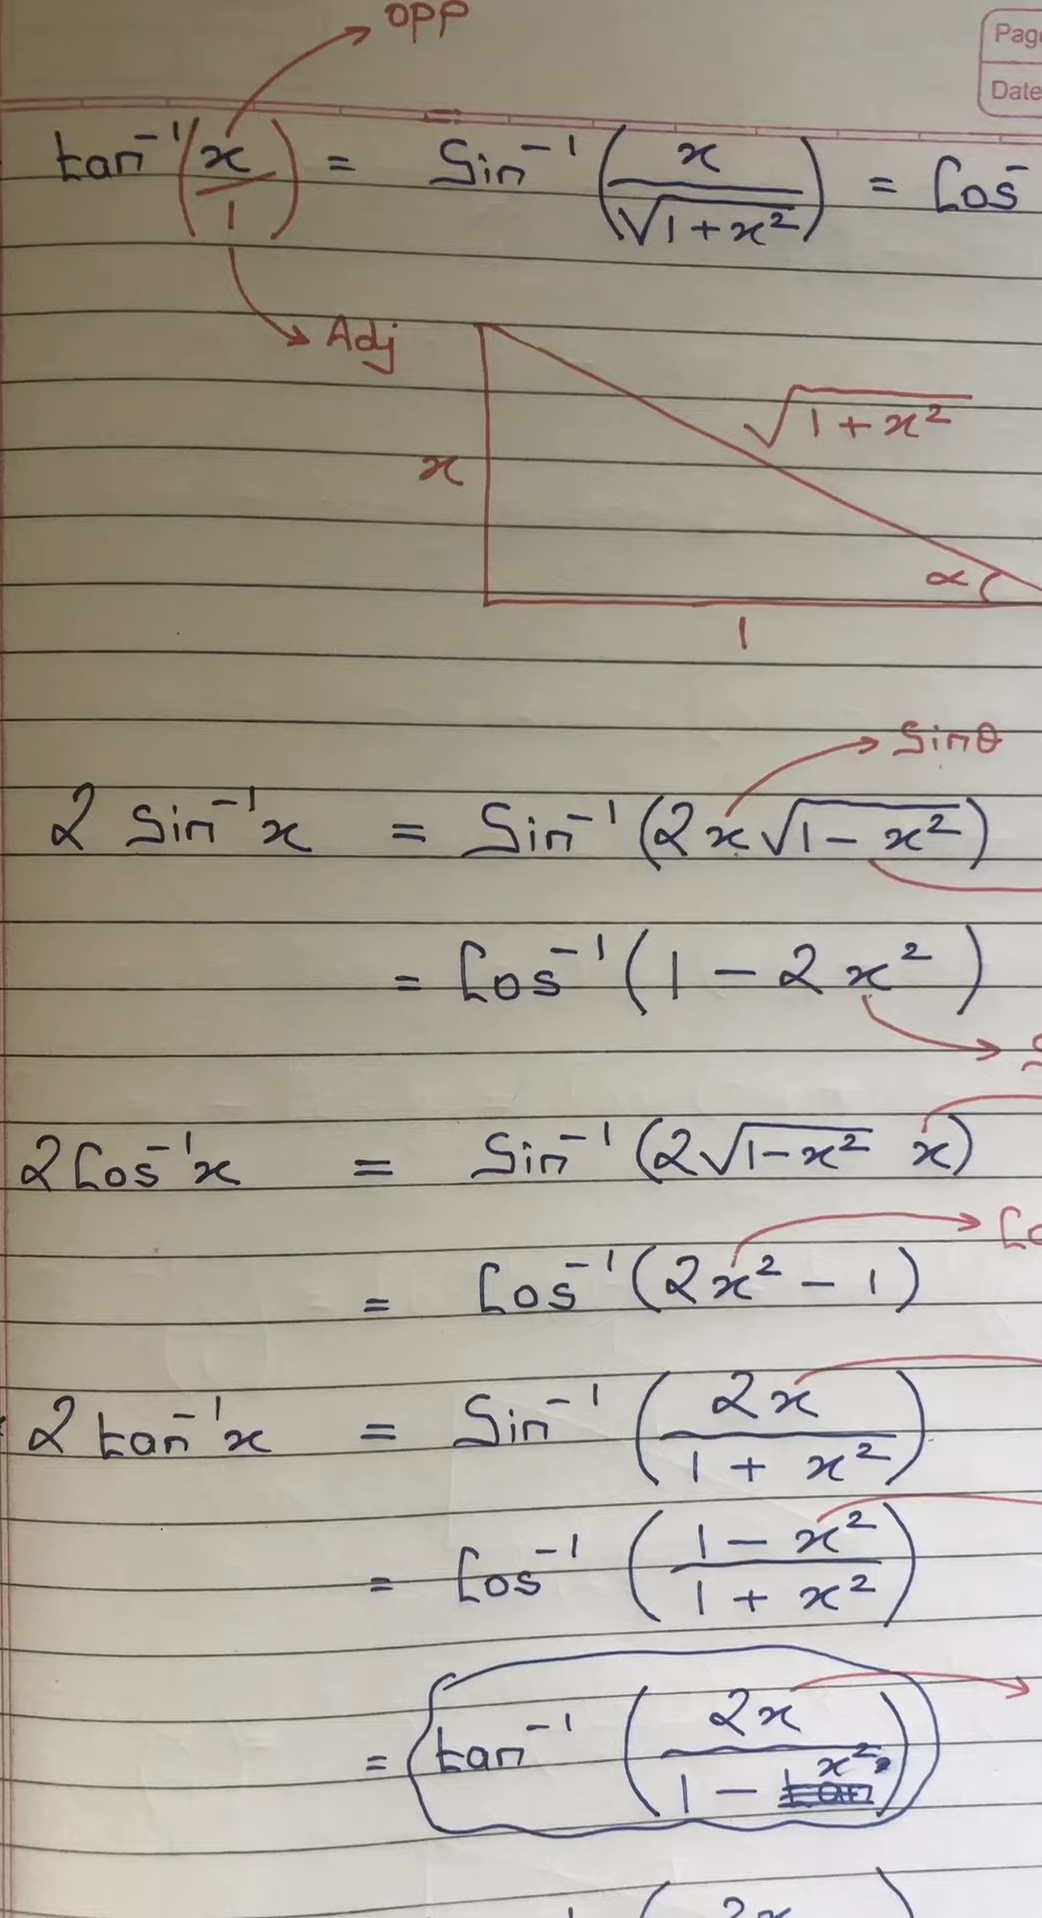 opp
Page
Date
tan⁻¹(x/1) = Sin⁻¹(x/√(1+x²)) = Cos⁻
Adj
√(1+x²)
x
α
1
Sinθ
2 Sin⁻¹x = Sin⁻¹(2x√(1-x²))
= Cos⁻¹(1 - 2x²)
2Cos⁻¹x = Sin⁻¹(2√(1-x²) x)
Co
= Cos⁻¹(2x² - 1)
2 tan⁻¹x = Sin⁻¹(2x/(1 + x²))
= Cos⁻¹((1 - x²)/(1 + x²))
= tan⁻¹(2x/(1 - x²))
2x